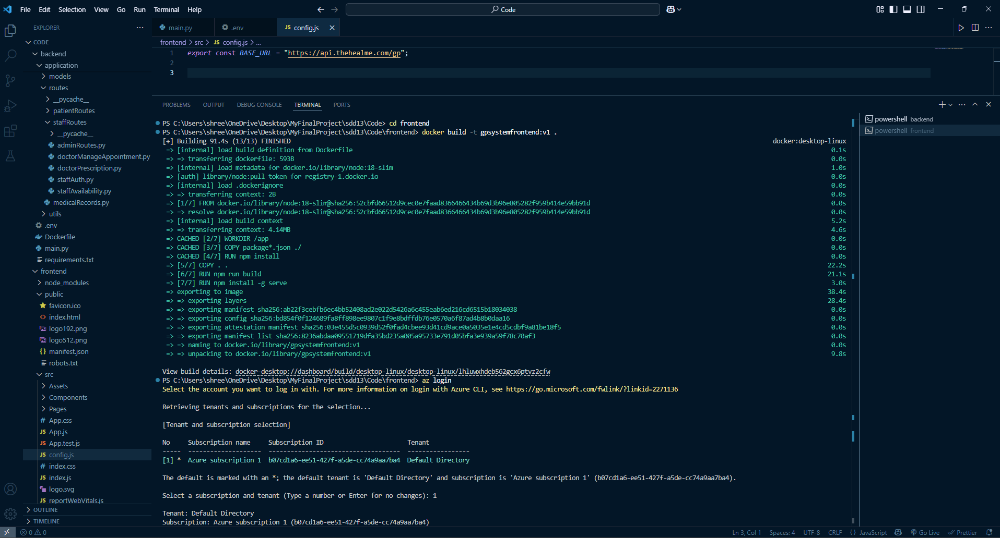 File Edit Selection View Go Run Terminal Help
Code
EXPLORER
CODE
backend
application
models
routes
__pycache__
patientRoutes
staffRoutes
__pycache__
adminRoutes.py
doctorManageAppointment.py
doctorPrescription.py
staffAuth.py
staffAvailability.py
medicalRecords.py
utils
.env
Dockerfile
main.py
requirements.txt
frontend
node_modules
public
favicon.ico
index.html
logo192.png
logo512.png
manifest.json
robots.txt
src
Assets
Components
Pages
App.css
App.js
App.test.js
config.js
index.css
index.js
logo.svg
reportWebVitals.js
OUTLINE
TIMELINE
main.py .env JS config.js
frontend > src > JS config.js > ...
1 export const BASE_URL = "https://api.thehealme.com/gp";
2
3
PROBLEMS OUTPUT DEBUG CONSOLE TERMINAL PORTS
powershell backend
powershell frontend
PS C:\Users\shree\OneDrive\Desktop\MyFinalProject\sdd13\Code> cd frontend
PS C:\Users\shree\OneDrive\Desktop\MyFinalProject\sdd13\Code\frontend> docker build -t gpsystemfrontend:v1 .
[+] Building 91.4s (13/13) FINISHED docker:desktop-linux
=> [internal] load build definition from Dockerfile 0.1s
=> => transferring dockerfile: 593B 0.0s
=> [internal] load metadata for docker.io/library/node:18-slim 1.0s
=> [auth] library/node:pull token for registry-1.docker.io 0.0s
=> [internal] load .dockerignore 0.0s
=> => transferring context: 2B 0.0s
=> [1/7] FROM docker.io/library/node:18-slim@sha256:52cbfd66512d9cec0e7faad8366466434b69d3b96e805282f959b414e59bb91d 0.0s
=> => resolve docker.io/library/node:18-slim@sha256:52cbfd66512d9cec0e7faad8366466434b69d3b96e805282f959b414e59bb91d 0.0s
=> [internal] load build context 5.2s
=> => transferring context: 4.14MB 4.6s
=> CACHED [2/7] WORKDIR /app 0.0s
=> CACHED [3/7] COPY package*.json ./ 0.0s
=> CACHED [4/7] RUN npm install 0.0s
=> [5/7] COPY . . 22.2s
=> [6/7] RUN npm run build 21.1s
=> [7/7] RUN npm install -g serve 3.0s
=> exporting to image 38.4s
=> => exporting layers 28.4s
=> => exporting manifest sha256:ab22f3cebfb6ec4bb52408ad2e022d5426a6c455eab6ed216cd6515b18034038 0.0s
=> => exporting config sha256:bd854f0f124689fa8ff898ee9807c1f9e8bdffdb76e0570a6f87ad4b8b0daa16 0.0s
=> => exporting attestation manifest sha256:03e455d5c0939d52f0fad4cbee93d41cd9ace0a5035e1e4cd5cdbf9a81be18f5 0.0s
=> => exporting manifest list sha256:8236abdaa09551719dfa35bd235a005a95733e791d05bfa3e939a59f78c70af3 0.0s
=> => naming to docker.io/library/gpsystemfrontend:v1 0.0s
=> => unpacking to docker.io/library/gpsystemfrontend:v1 9.8s
View build details: docker-desktop://dashboard/build/desktop-linux/desktop-linux/lhluwxhdeb562gcx6ptvz2cfw
PS C:\Users\shree\OneDrive\Desktop\MyFinalProject\sdd13\Code\frontend> az login
Select the account you want to log in with. For more information on login with Azure CLI, see https://go.microsoft.com/fwlink/?linkid=2271136
Retrieving tenants and subscriptions for the selection...
[Tenant and subscription selection]
No Subscription name Subscription ID Tenant
----- -------------------- ------------------------------------ -----------------
[1] * Azure subscription 1 b07cd1a6-ee51-427f-a5de-cc74a9aa7ba4 Default Directory
The default is marked with an *; the default tenant is 'Default Directory' and subscription is 'Azure subscription 1' (b07cd1a6-ee51-427f-a5de-cc74a9aa7ba4).
Select a subscription and tenant (Type a number or Enter for no changes): 1
Tenant: Default Directory
Subscription: Azure subscription 1 (b07cd1a6-ee51-427f-a5de-cc74a9aa7ba4)
0 0 Ln 3, Col 1 Spaces: 4 UTF-8 CRLF {} JavaScript Go Live Prettier